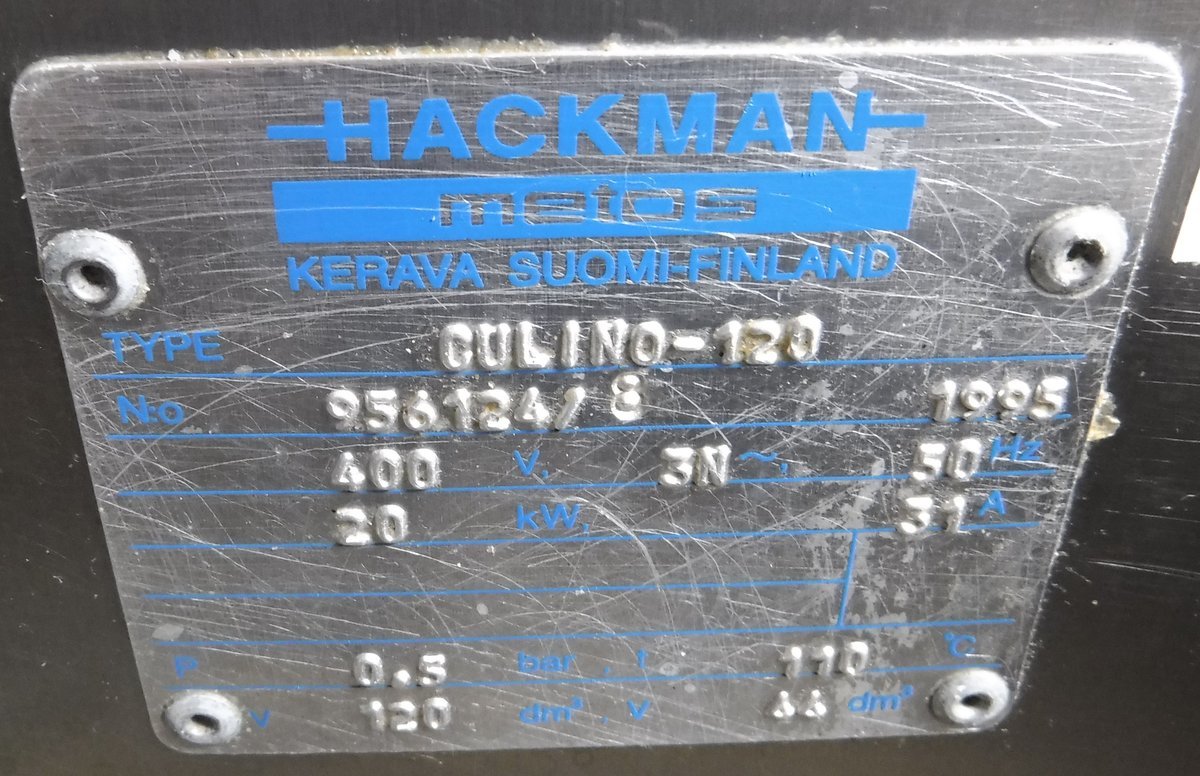 HACKMAN
metos
KERAVA SUOMI-FINLAND
TYPE CULINO-120
N:o 956124/8 1995
400 V, 3N ~, 50 Hz
20 kW, 31 A
P 0.5 bar, t 110 °C
V 120 dm³, V 44 dm³